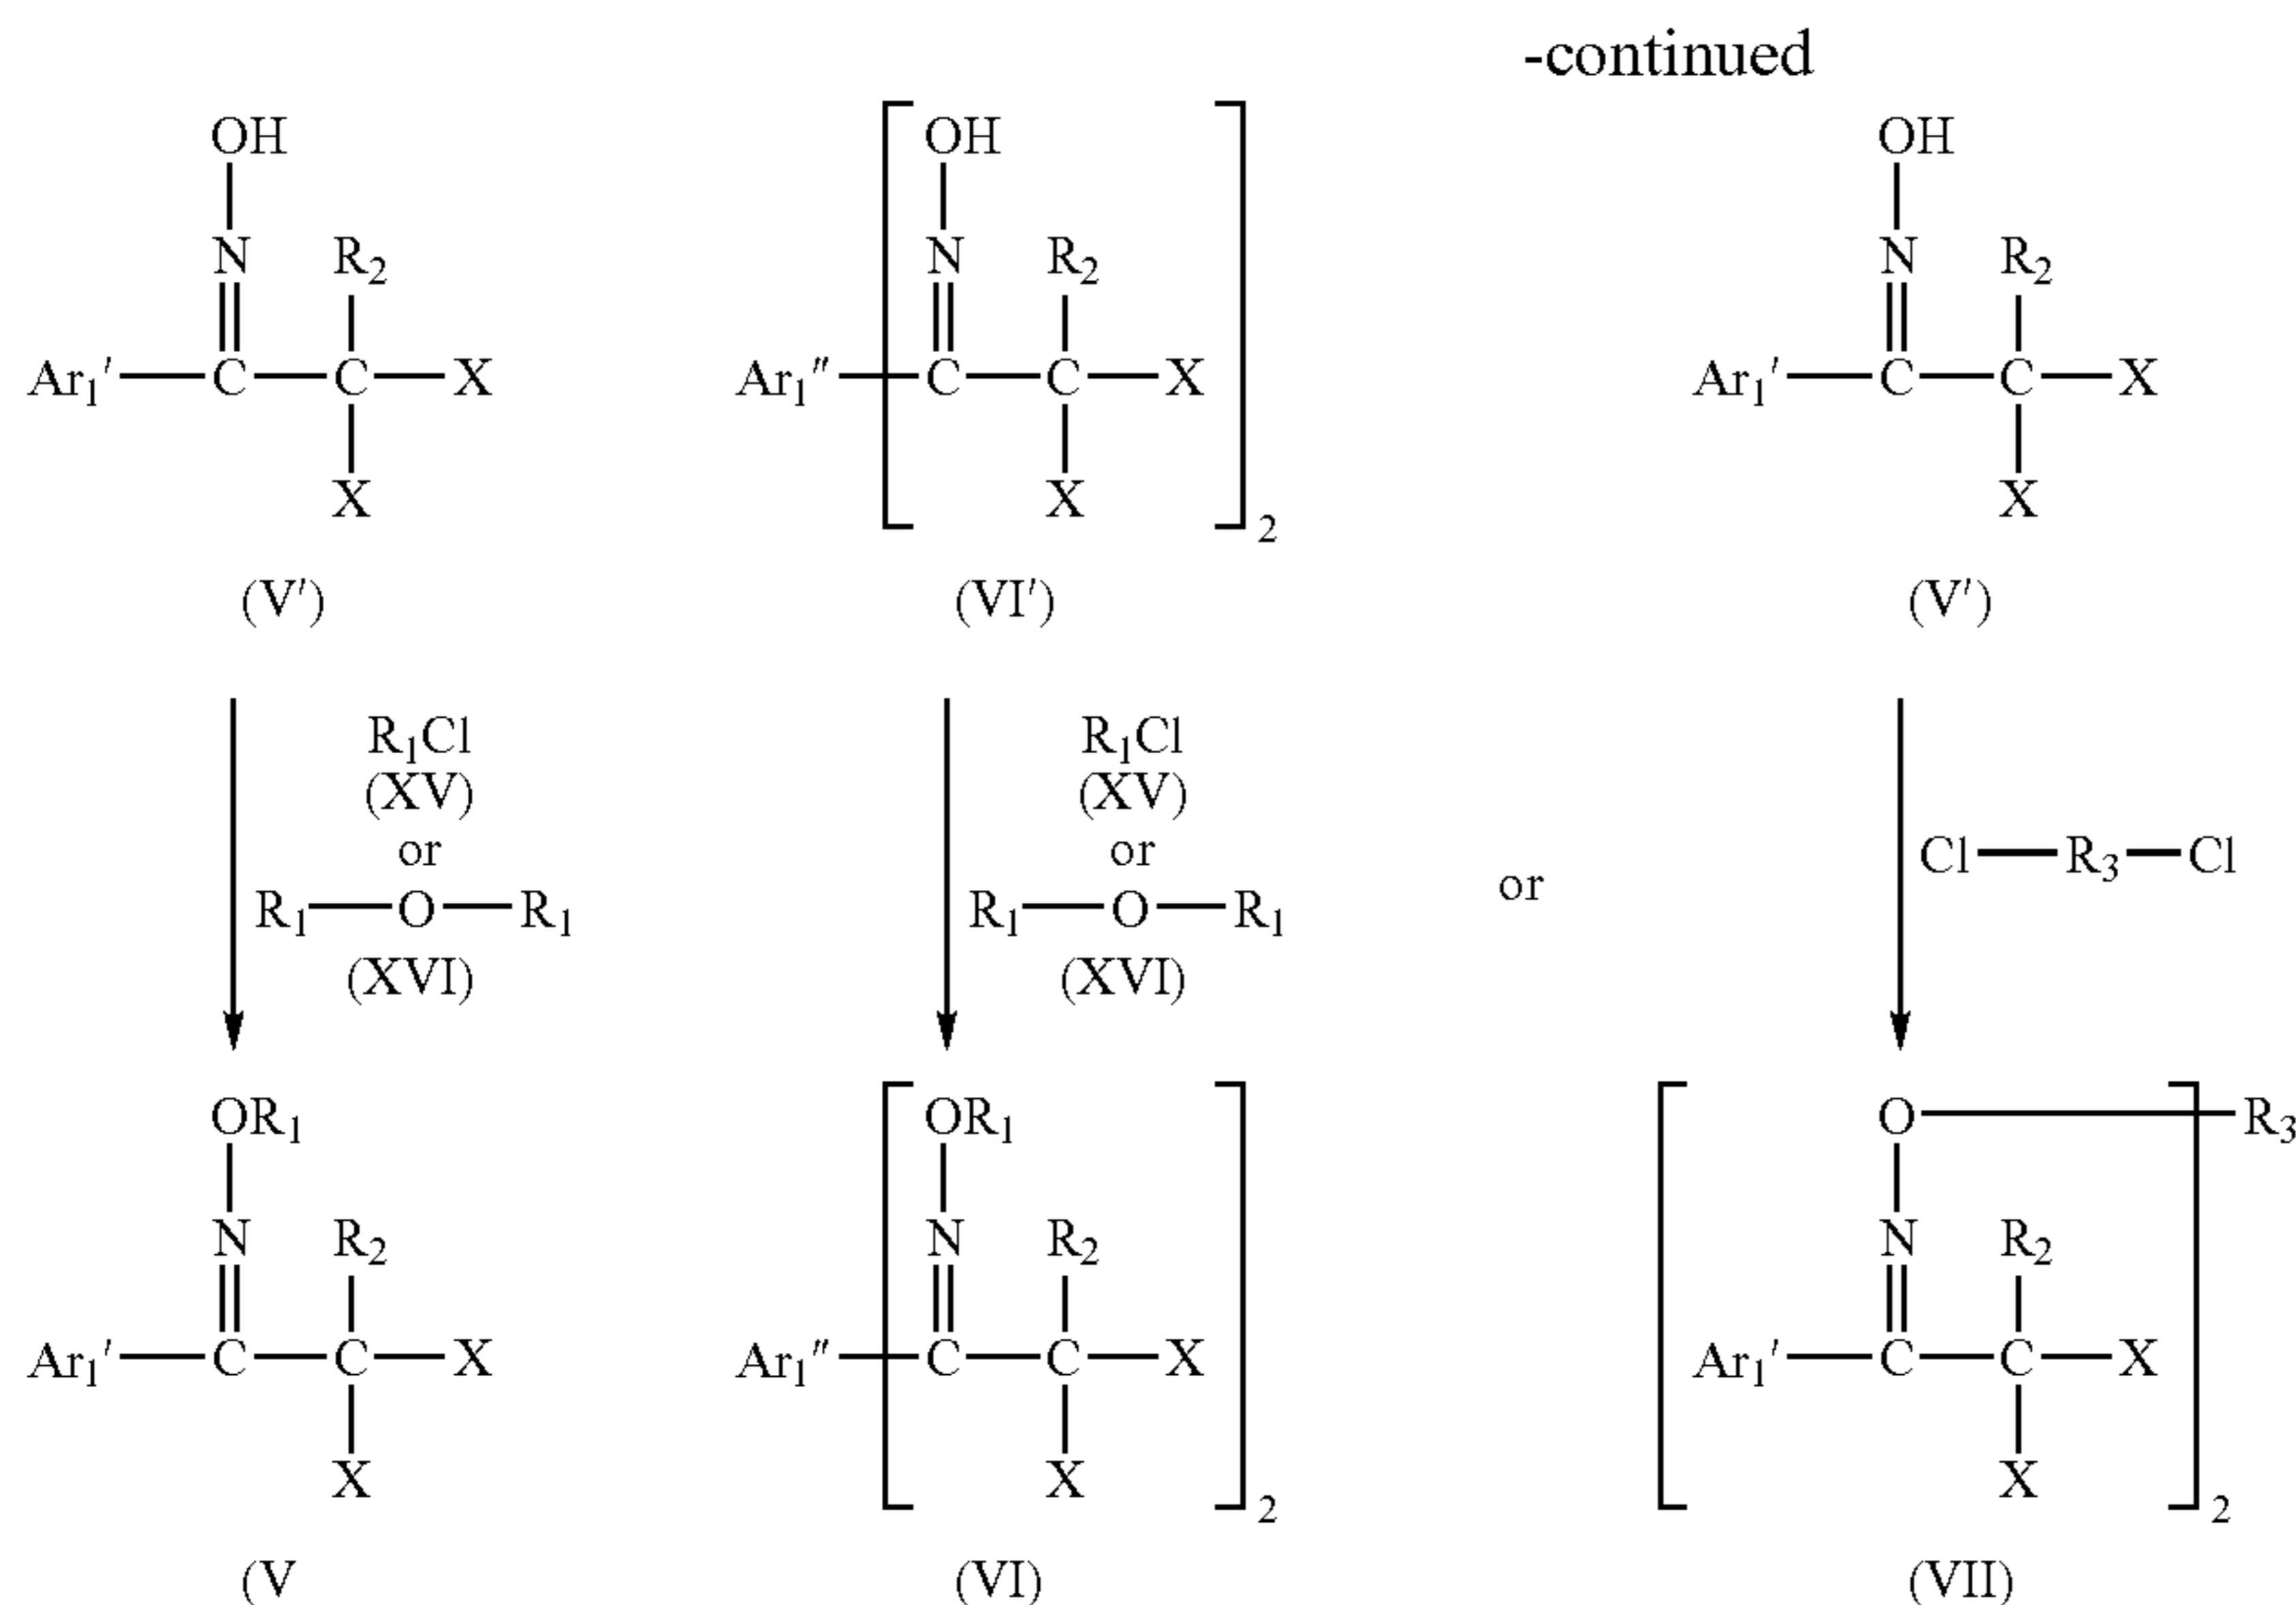 -continued
OH OH OH
N R₂ N R₂ N R₂
Ar₁′ C C X Ar₁″ C C X Ar₁′ C C X
X X X
2
(V′) (VI′) (V′)
R₁Cl R₁Cl
(XV) (XV)
or or Cl R₃ Cl
or
R₁ O R₁ R₁ O R₁
(XVI) (XVI)
OR₁ OR₁ O R₃
N R₂ N R₂ N R₂
Ar₁′ C C X Ar₁″ C C X Ar₁′ C C X
X X X
2 2
(V (VI) (VII)